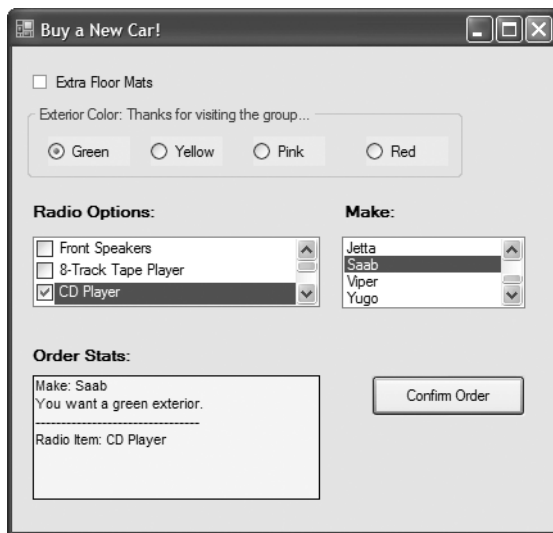 Buy a New Car!
Extra Floor Mats
Exterior Color: Thanks for visiting the group...
Green Yellow Pink Red
Radio Options: Make:
Front Speakers Jetta
8-Track Tape Player Saab
CD Player Viper
Yugo
Order Stats:
Make: Saab
You want a green exterior. Confirm Order
--------------------------------
Radio Item: CD Player